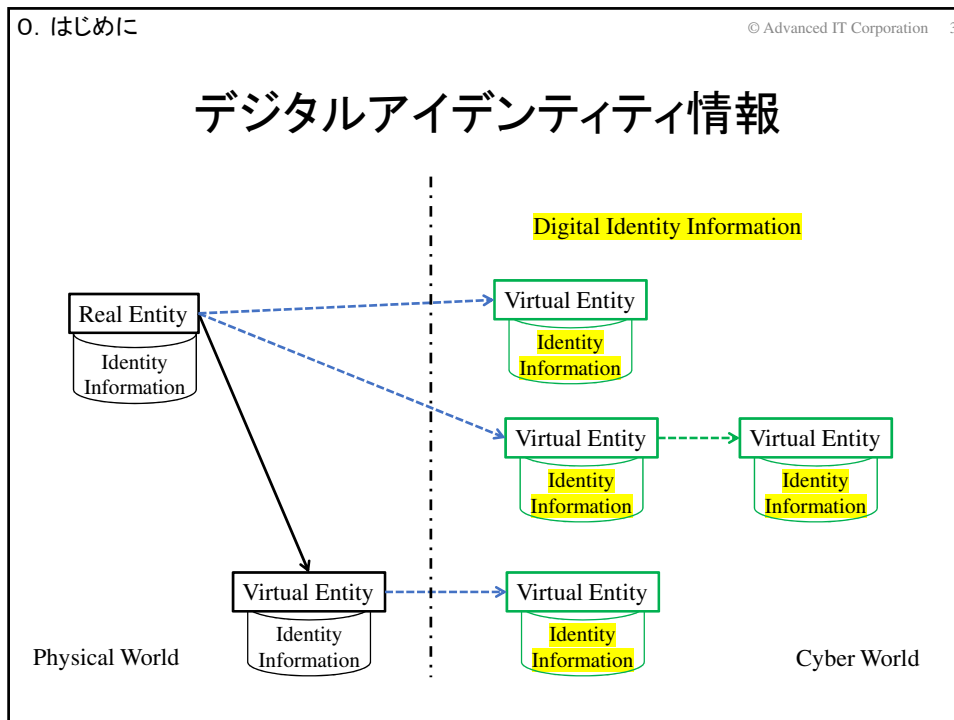 0. はじめに
© Advanced IT Corporation 3
デジタルアイデンティティ情報
Digital Identity Information
Real Entity
Identity
Information
Virtual Entity
Identity
Information
Virtual Entity
Identity
Information
Virtual Entity
Identity
Information
Virtual Entity
Identity
Information
Virtual Entity
Identity
Information
Physical World
Cyber World